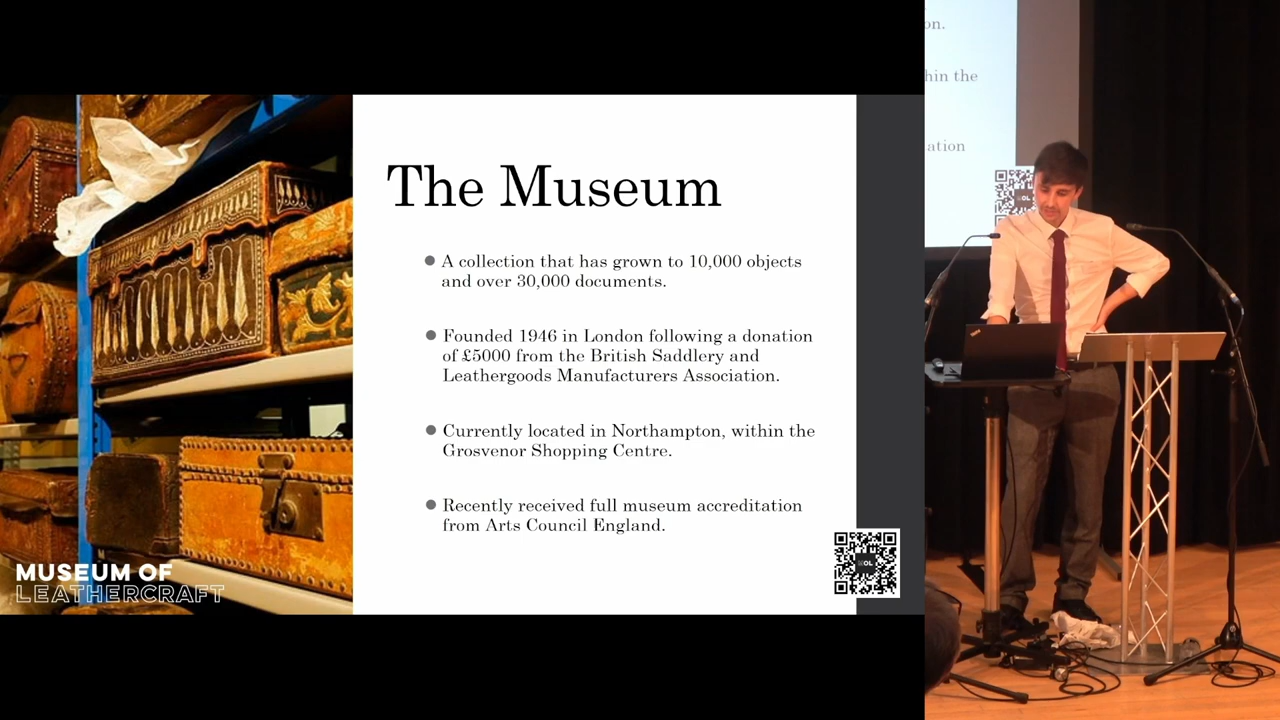 The Museum
A collection that has grown to 10,000 objects
and over 30,000 documents.
Founded 1946 in London following a donation
of £5000 from the British Saddlery and
Leathergoods Manufacturers Association.
Currently located in Northampton, within the
Grosvenor Shopping Centre.
Recently received full museum accreditation
from Arts Council England.
MUSEUM OF
LEATHERCRAFT
MOL
on.
hin the
ation